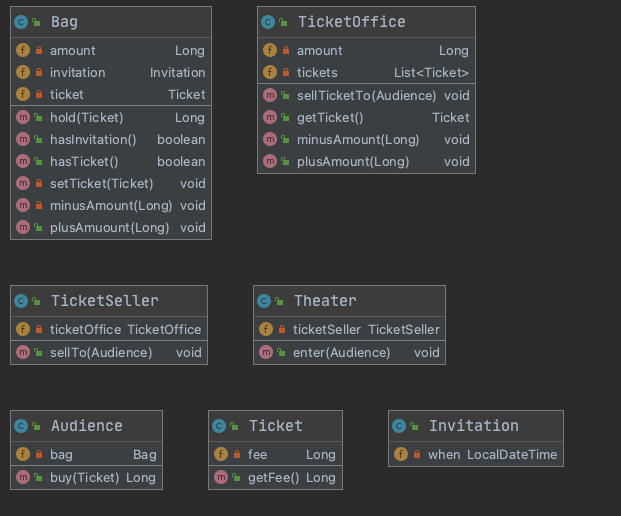 Bag
amount Long
invitation Invitation
ticket Ticket
hold(Ticket) Long
hasInvitation() boolean
hasTicket() boolean
setTicket(Ticket) void
minusAmount(Long) void
plusAmuount(Long) void
TicketOffice
amount Long
tickets List<Ticket>
sellTicketTo(Audience) void
getTicket() Ticket
minusAmount(Long) void
plusAmount(Long) void
TicketSeller
ticketOffice TicketOffice
sellTo(Audience) void
Theater
ticketSeller TicketSeller
enter(Audience) void
Audience
bag Bag
buy(Ticket) Long
Ticket
fee Long
getFee() Long
Invitation
when LocalDateTime